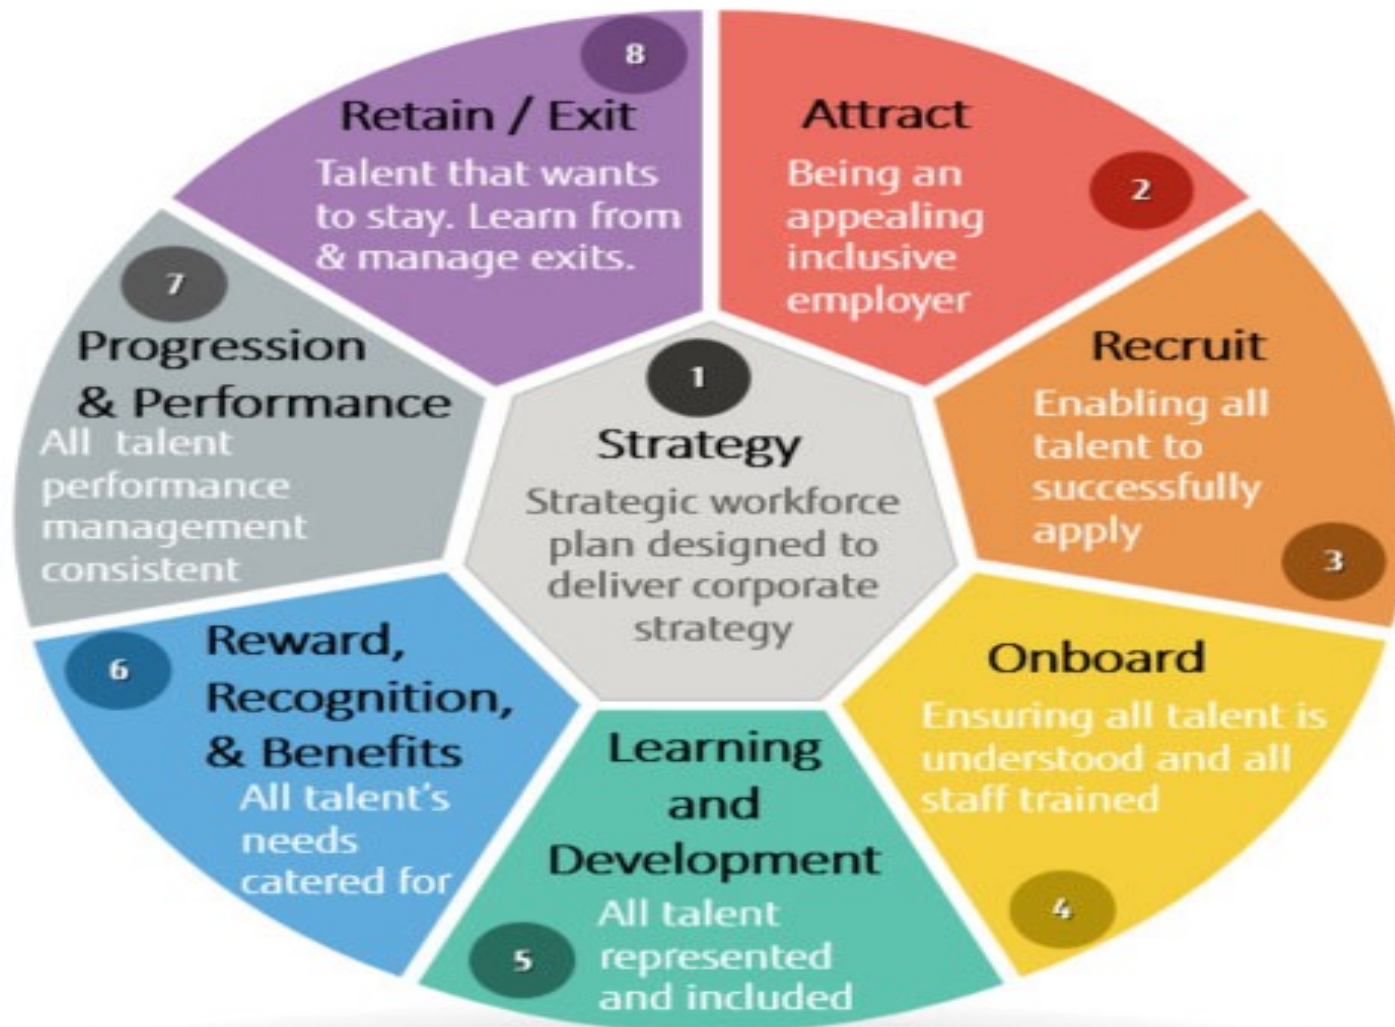 1
Strategy
Strategic workforce
plan designed to
deliver corporate
strategy
2
Attract
Being an
appealing
inclusive
employer
3
Recruit
Enabling all
talent to
successfully
apply
4
Onboard
Ensuring all talent is
understood and all
staff trained
5
Learning
and
Development
All talent
represented
and included
6
Reward,
Recognition,
& Benefits
All talent's
needs
catered for
7
Progression
& Performance
All talent
performance
management
consistent
8
Retain / Exit
Talent that wants
to stay. Learn from
& manage exits.